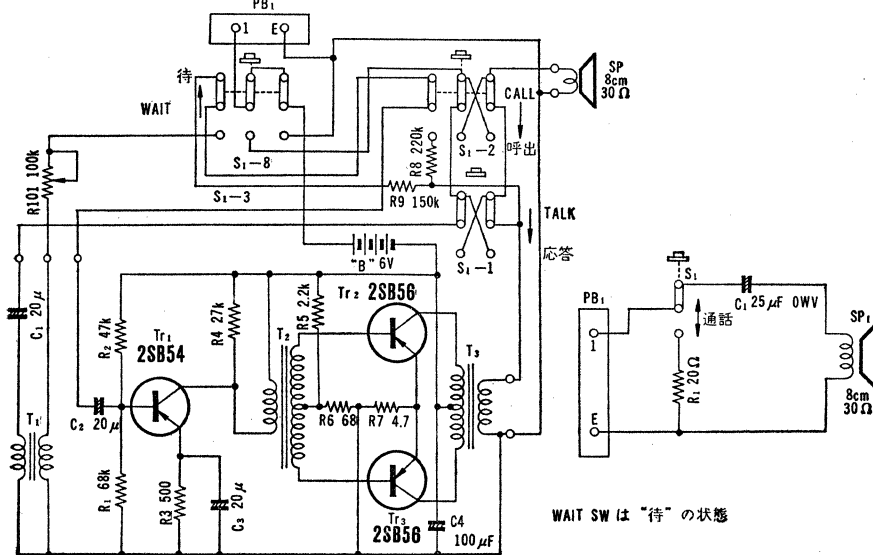 PB1
1 E
待
WAIT
S1-8
S1-3
R101 100k
CALL
呼出
S1-2
R8 220k
R9 150k
S1-1
TALK
応答
SP
8cm
30Ω
"B" 6V
C1 20μ
R2 47k
Tr1
2SB54
R4 27k
T2
R5 2.2k
Tr2 2SB56
T3
R6 68
R7 4.7
T1
C2 20μ
R1 68k
R3 500
C3 20μ
Tr3
2SB56
C4
100μF
PB1
1
E
S1
通話
C1 25μF 0WV
R1 20Ω
SP1
8cm
30Ω
WAIT SW は "待" の状態